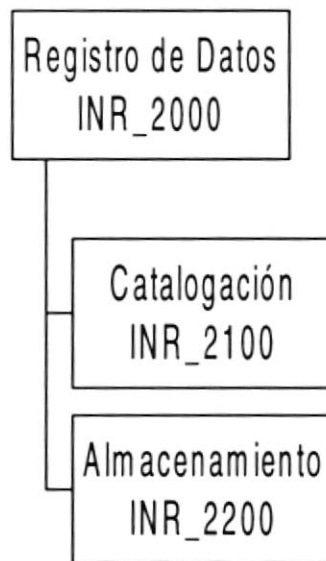 Registro de Datos
INR_2000
Catalogación
INR_2100
Almacenamiento
INR_2200